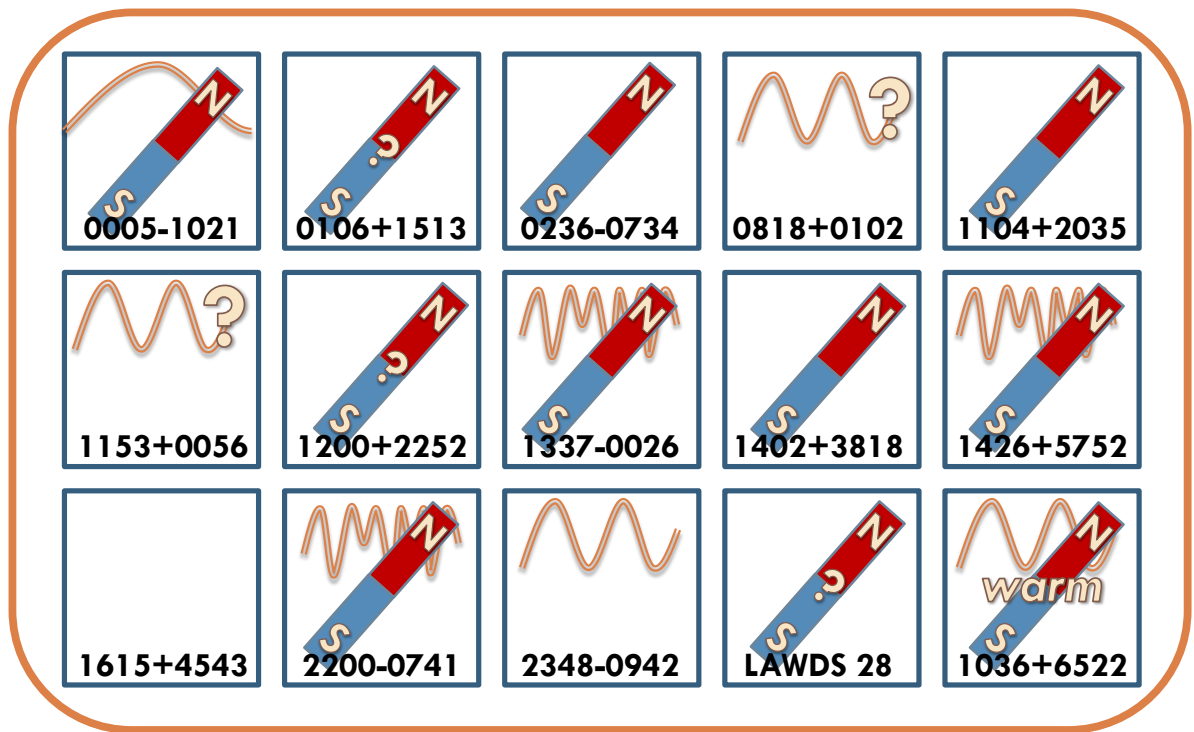 N S 0005-1021
N ? S 0106+1513
N S 0236-0734
? 0818+0102
N S 1104+2035
? 1153+0056
N ? S 1200+2252
N S 1337-0026
N S 1402+3818
N S 1426+5752
1615+4543
N S 2200-0741
2348-0942
N ? S LAWDS 28
N warm S 1036+6522